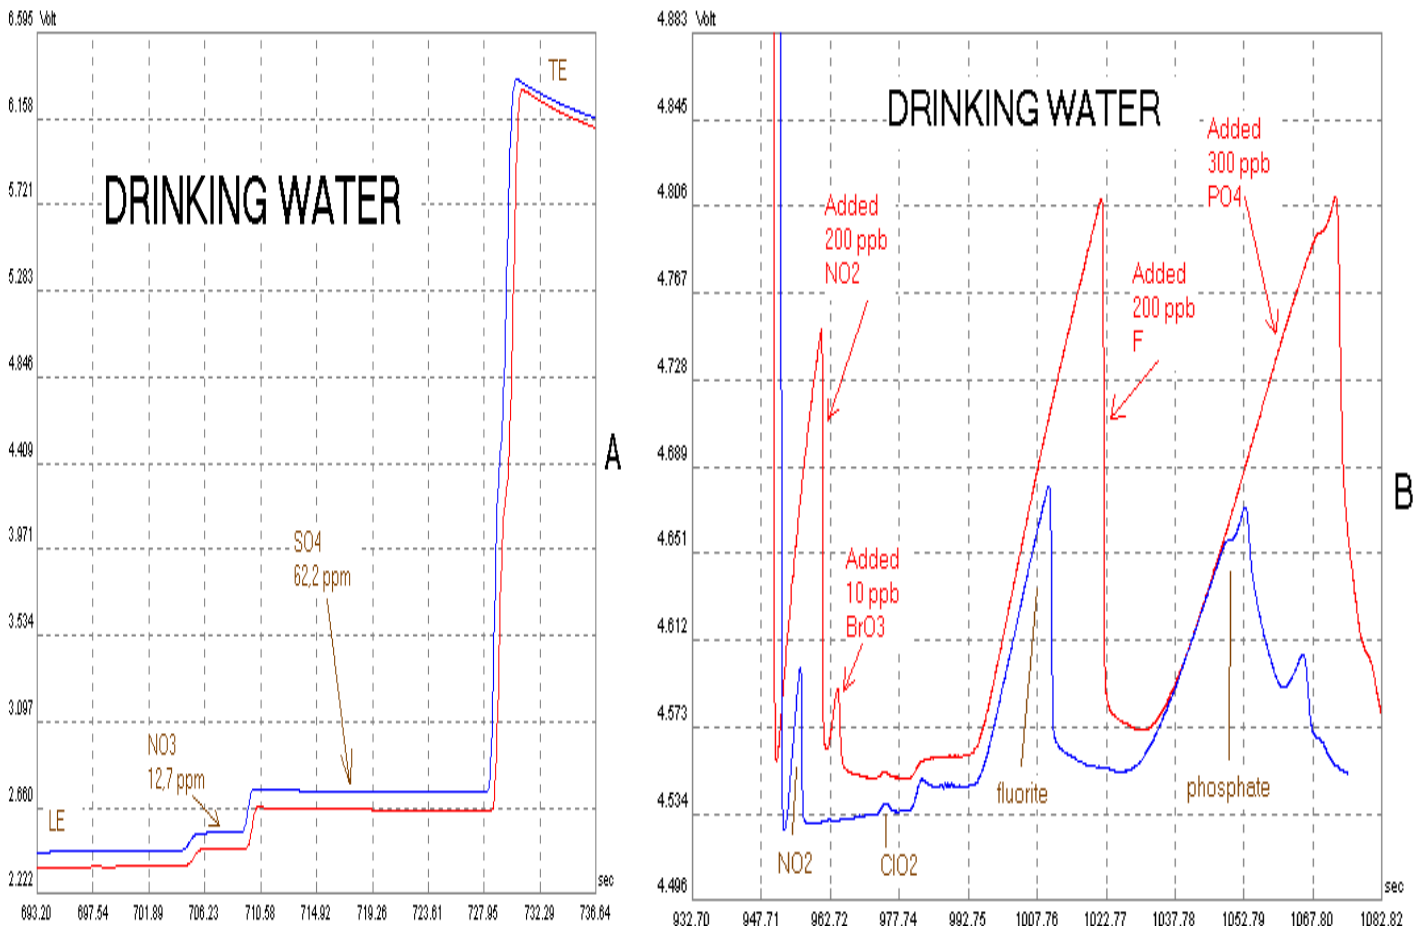 6.595 Volt
6.158
5.721
5.283
4.846
4.409
3.971
3.534
3.097
2.660
2.222
DRINKING WATER
TE
SO4
62,2 ppm
NO3
12,7 ppm
LE
sec
693.20 697.54 701.89 706.23 710.58 714.92 719.26 723.61 727.95 732.29 736.64
A
4.883 Volt
4.845
4.806
4.767
4.728
4.689
4.651
4.612
4.573
4.534
4.496
DRINKING WATER
Added
200 ppb
NO2
Added
300 ppb
PO4
Added
200 ppb
F
Added
10 ppb
BrO3
fluorite
phosphate
NO2
ClO2
sec
932.70 947.71 962.72 977.74 992.75 1007.76 1022.77 1037.78 1052.79 1067.80 1082.82
B